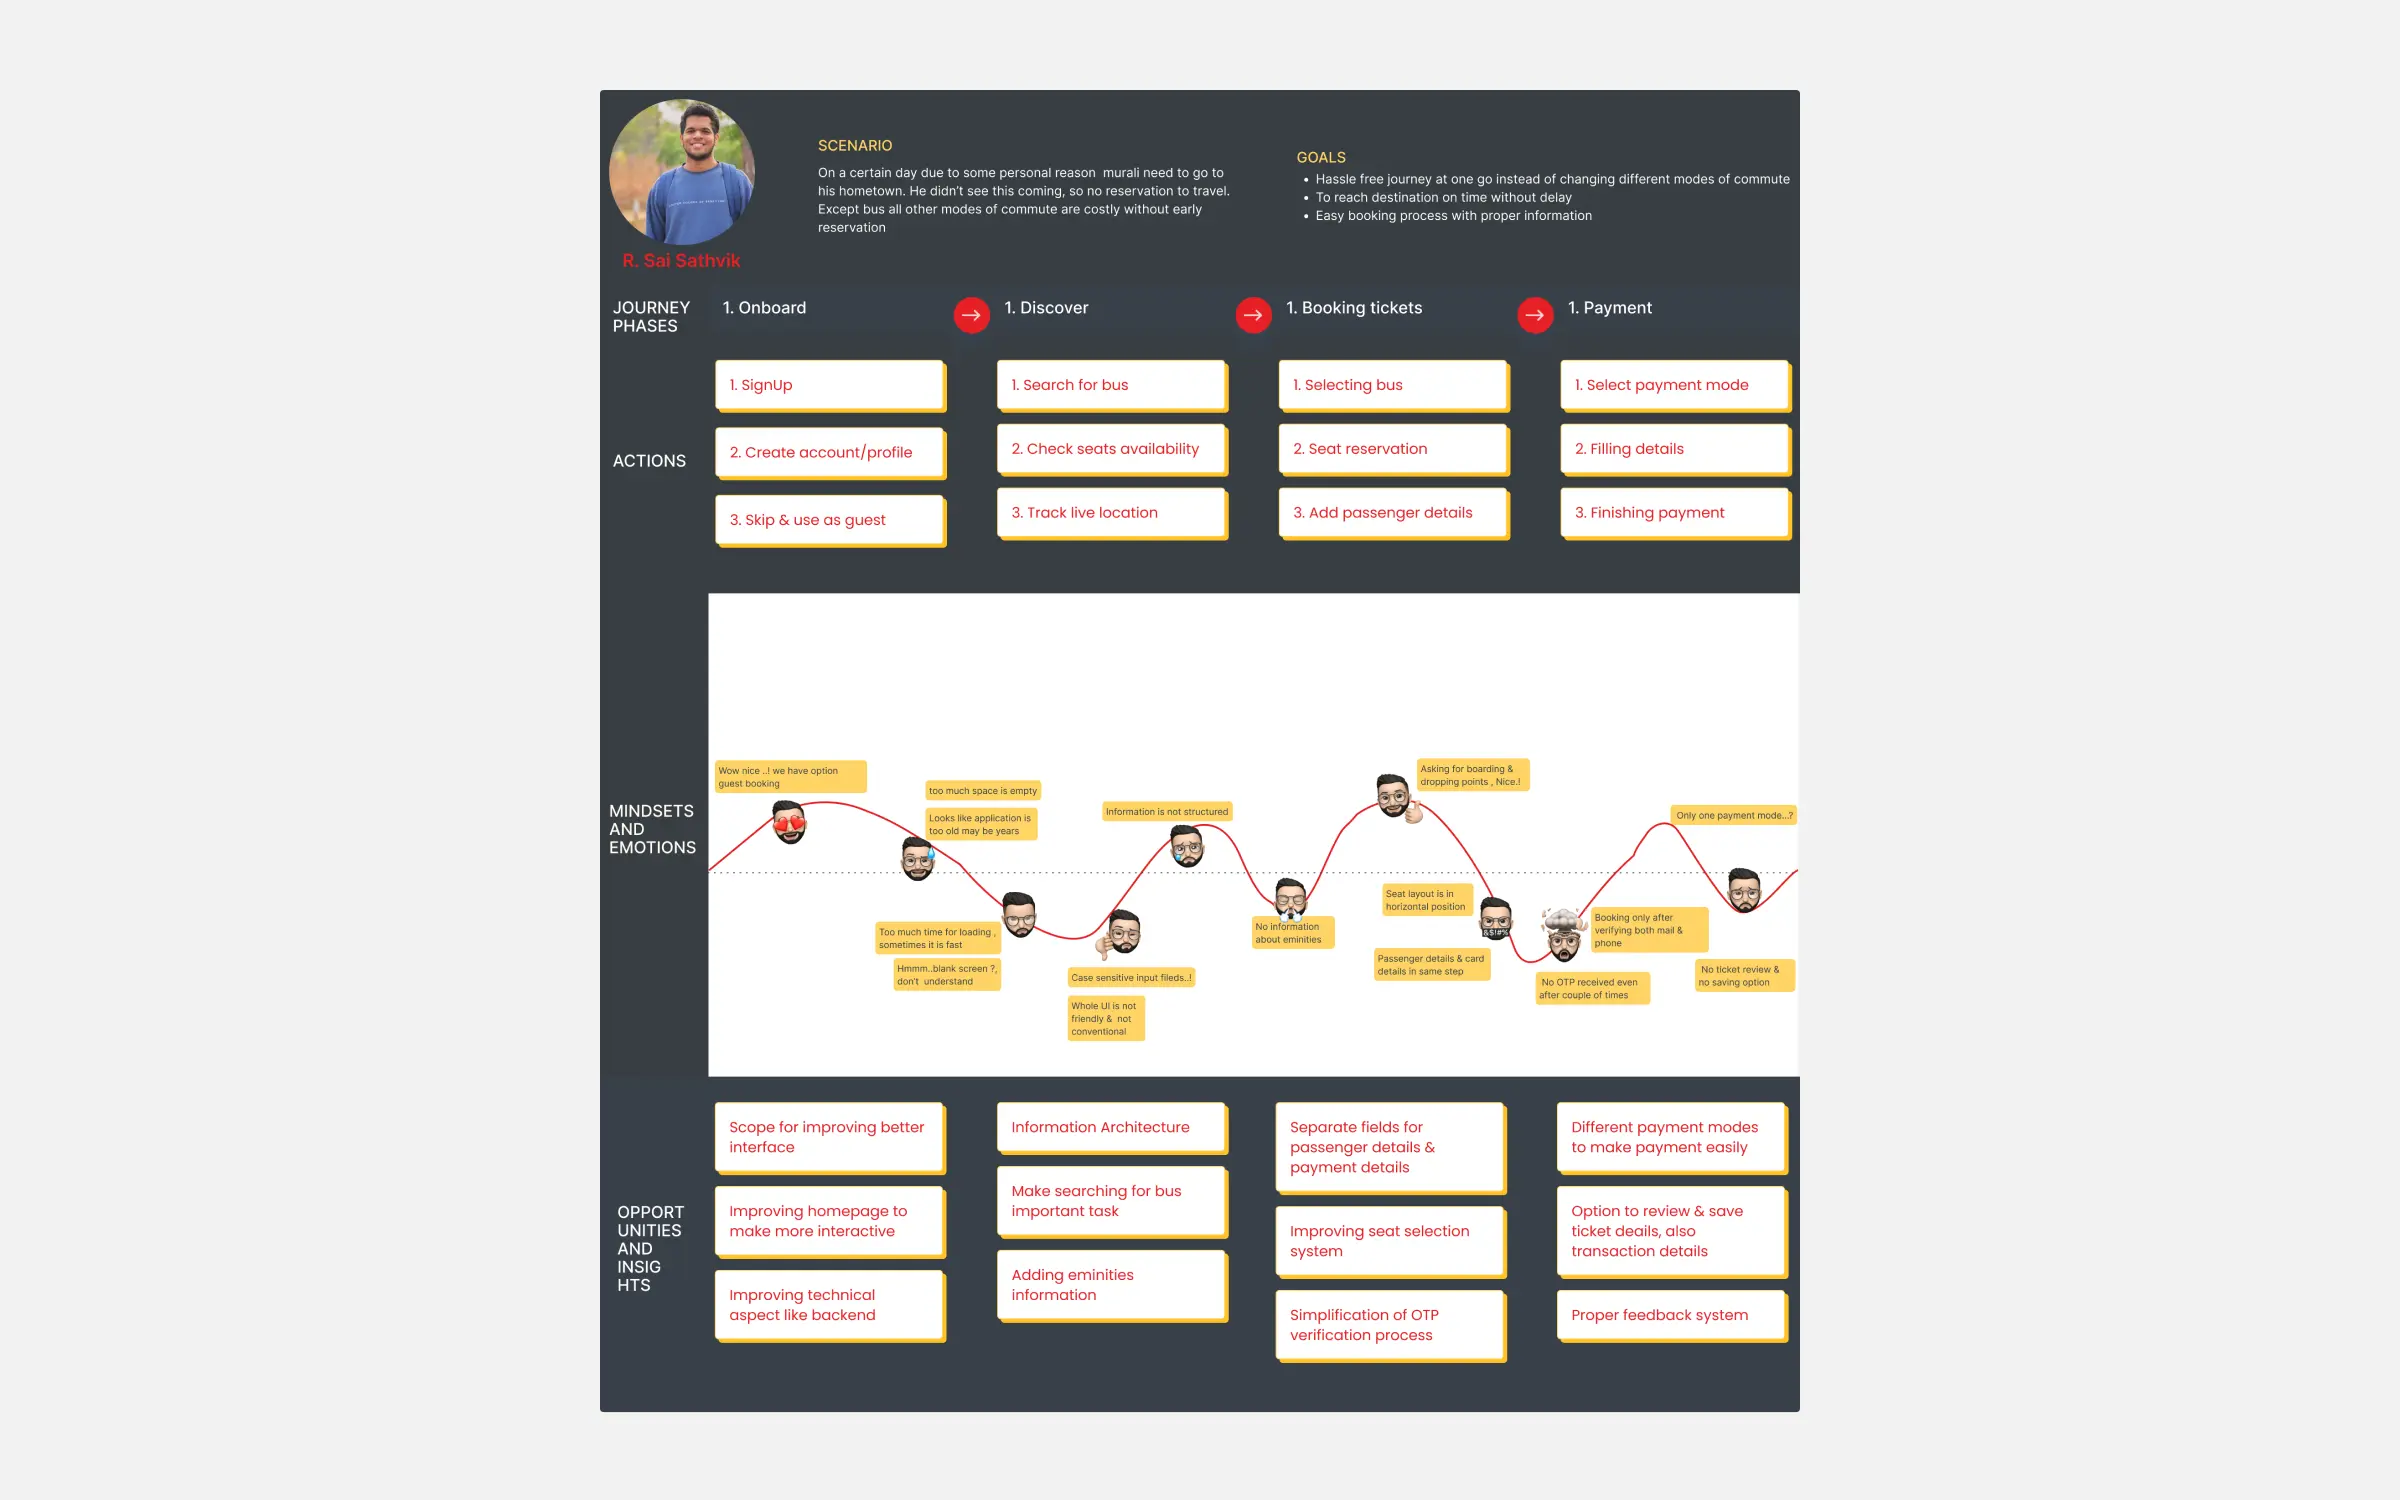 SCENARIO
On a certain day due to some personal reason  murali need to go to
his hometown. He didn't see this coming, so no reservation to travel.
Except bus all other modes of commute are costly without early
reservation
GOALS
• Hassle free journey at one go instead of changing different modes of commute
• To reach destination on time without delay
• Easy booking process with proper information
R. Sai Sathvik
JOURNEY
PHASES
1. Onboard
1. Discover
1. Booking tickets
1. Payment
ACTIONS
1. SignUp
2. Create account/profile
3. Skip & use as guest
1. Search for bus
2. Check seats availability
3. Track live location
1. Selecting bus
2. Seat reservation
3. Add passenger details
1. Select payment mode
2. Filling details
3. Finishing payment
MINDSETS
AND
EMOTIONS
Wow nice ..! we have option
guest booking
too much space is empty
Looks like application is
too old may be years
Too much time for loading ,
sometimes it is fast
Hmmm..blank screen ?,
don't  understand
Information is not structured
Case sensitive input fileds..!
Whole UI is not
friendly &  not
conventional
No information
about eminities
Asking for boarding &
dropping points , Nice.!
Seat layout is in
horizontal position
&$!#%
Passenger details & card
details in same step
Booking only after
verifying both mail &
phone
No OTP received even
after couple of times
Only one payment mode...?
No ticket review &
no saving option
OPPORT
UNITIES
AND
INSIG
HTS
Scope for improving better
interface
Improving homepage to
make more interactive
Improving technical
aspect like backend
Information Architecture
Make searching for bus
important task
Adding eminities
information
Separate fields for
passenger details &
payment details
Improving seat selection
system
Simplification of OTP
verification process
Different payment modes
to make payment easily
Option to review & save
ticket deails, also
transaction details
Proper feedback system